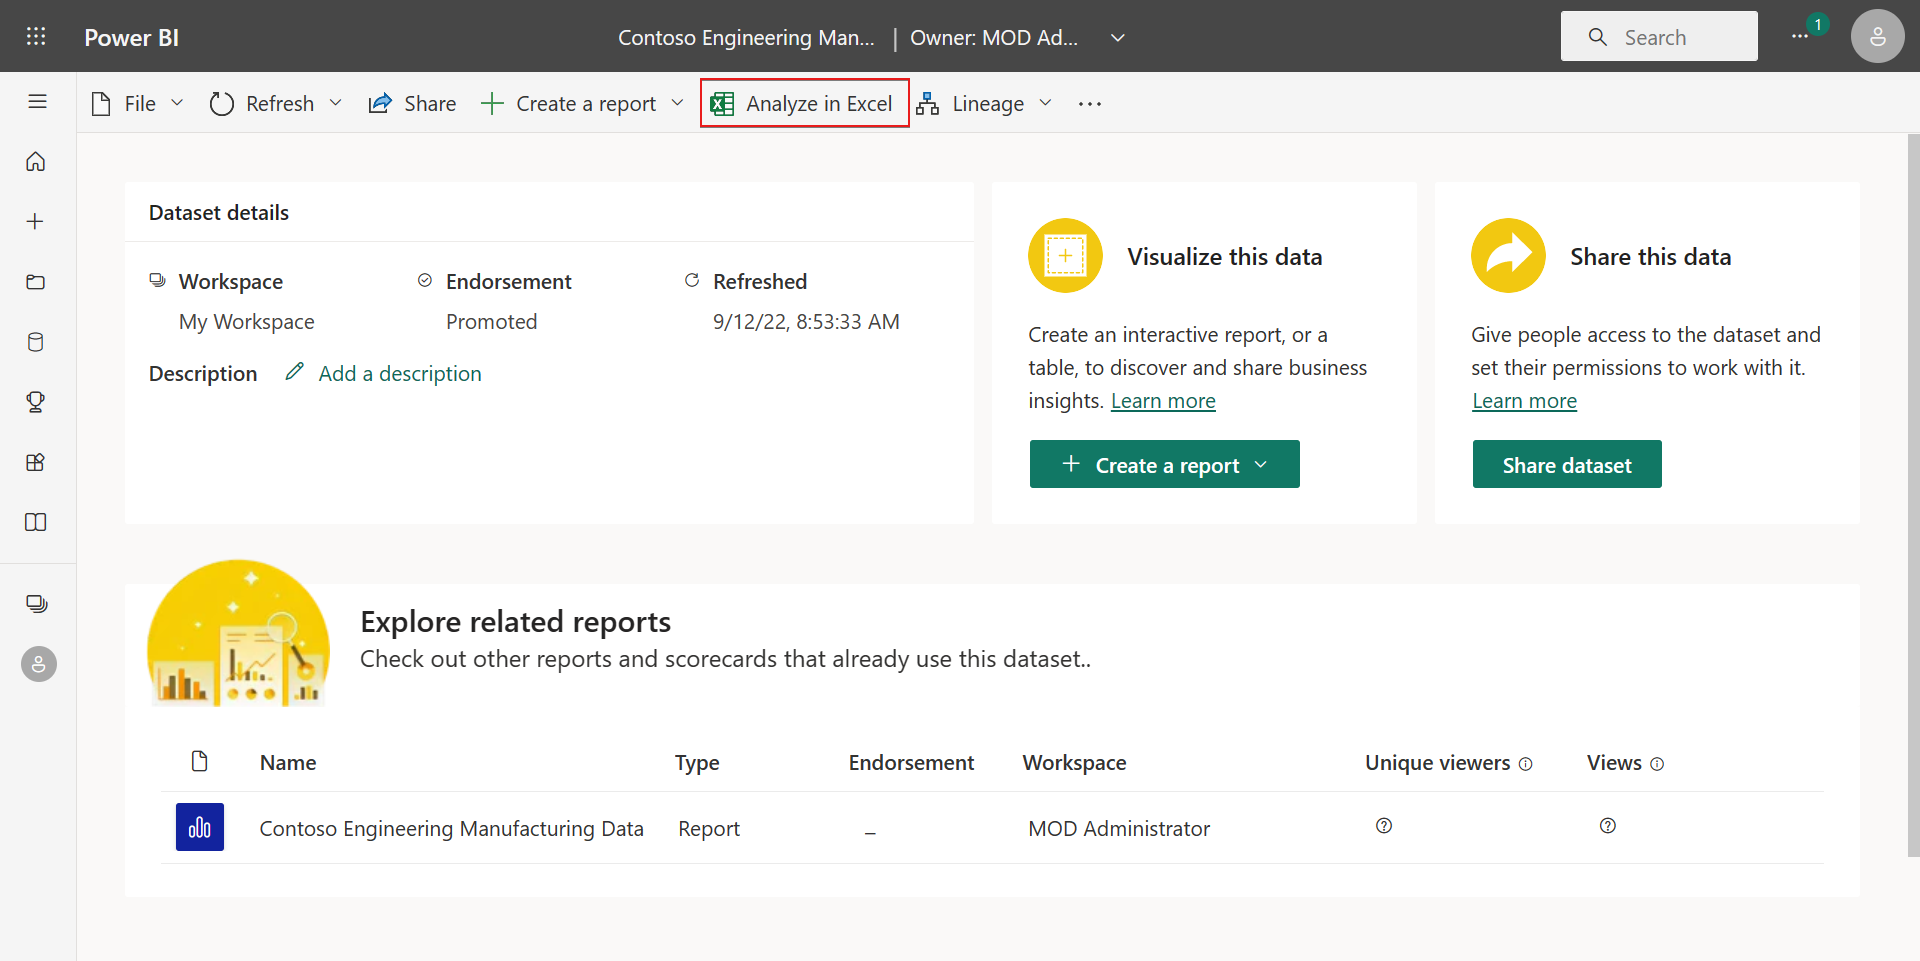 Power BI
Contoso Engineering Man... | Owner: MOD Ad...
Search
1
File
Refresh
Share
Create a report
Analyze in Excel
Lineage
Dataset details
Workspace
My Workspace
Endorsement
Promoted
Refreshed
9/12/22, 8:53:33 AM
Description
Add a description
Visualize this data
Create an interactive report, or a
table, to discover and share business
insights. Learn more
Create a report
Share this data
Give people access to the dataset and
set their permissions to work with it.
Learn more
Share dataset
Explore related reports
Check out other reports and scorecards that already use this dataset..
Name Type Endorsement Workspace Unique viewers Views
Contoso Engineering Manufacturing Data Report – MOD Administrator